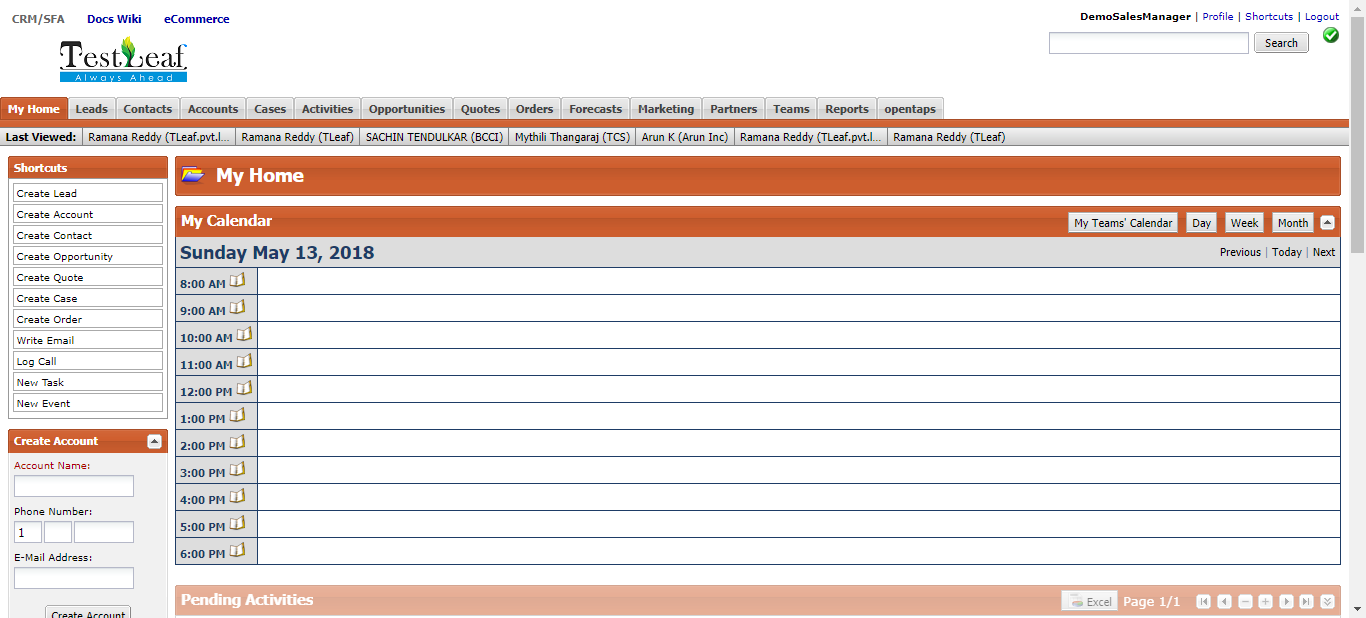 CRM/SFA Docs Wiki eCommerce
DemoSalesManager | Profile | Shortcuts | Logout
Search
TestLeaf
Always Ahead
My Home Leads Contacts Accounts Cases Activities Opportunities Quotes Orders Forecasts Marketing Partners Teams Reports opentaps
Last Viewed: Ramana Reddy (TLeaf.pvt.l... Ramana Reddy (TLeaf) SACHIN TENDULKAR (BCCI) Mythili Thangaraj (TCS) Arun K (Arun Inc) Ramana Reddy (TLeaf.pvt.l... Ramana Reddy (TLeaf)
Shortcuts
Create Lead
Create Account
Create Contact
Create Opportunity
Create Quote
Create Case
Create Order
Write Email
Log Call
New Task
New Event
Create Account
Account Name:
Phone Number:
1
E-Mail Address:
Create Account
My Home
My Calendar
My Teams' Calendar Day Week Month
Sunday May 13, 2018
Previous | Today | Next
8:00 AM
9:00 AM
10:00 AM
11:00 AM
12:00 PM
1:00 PM
2:00 PM
3:00 PM
4:00 PM
5:00 PM
6:00 PM
Pending Activities
Excel Page 1/1